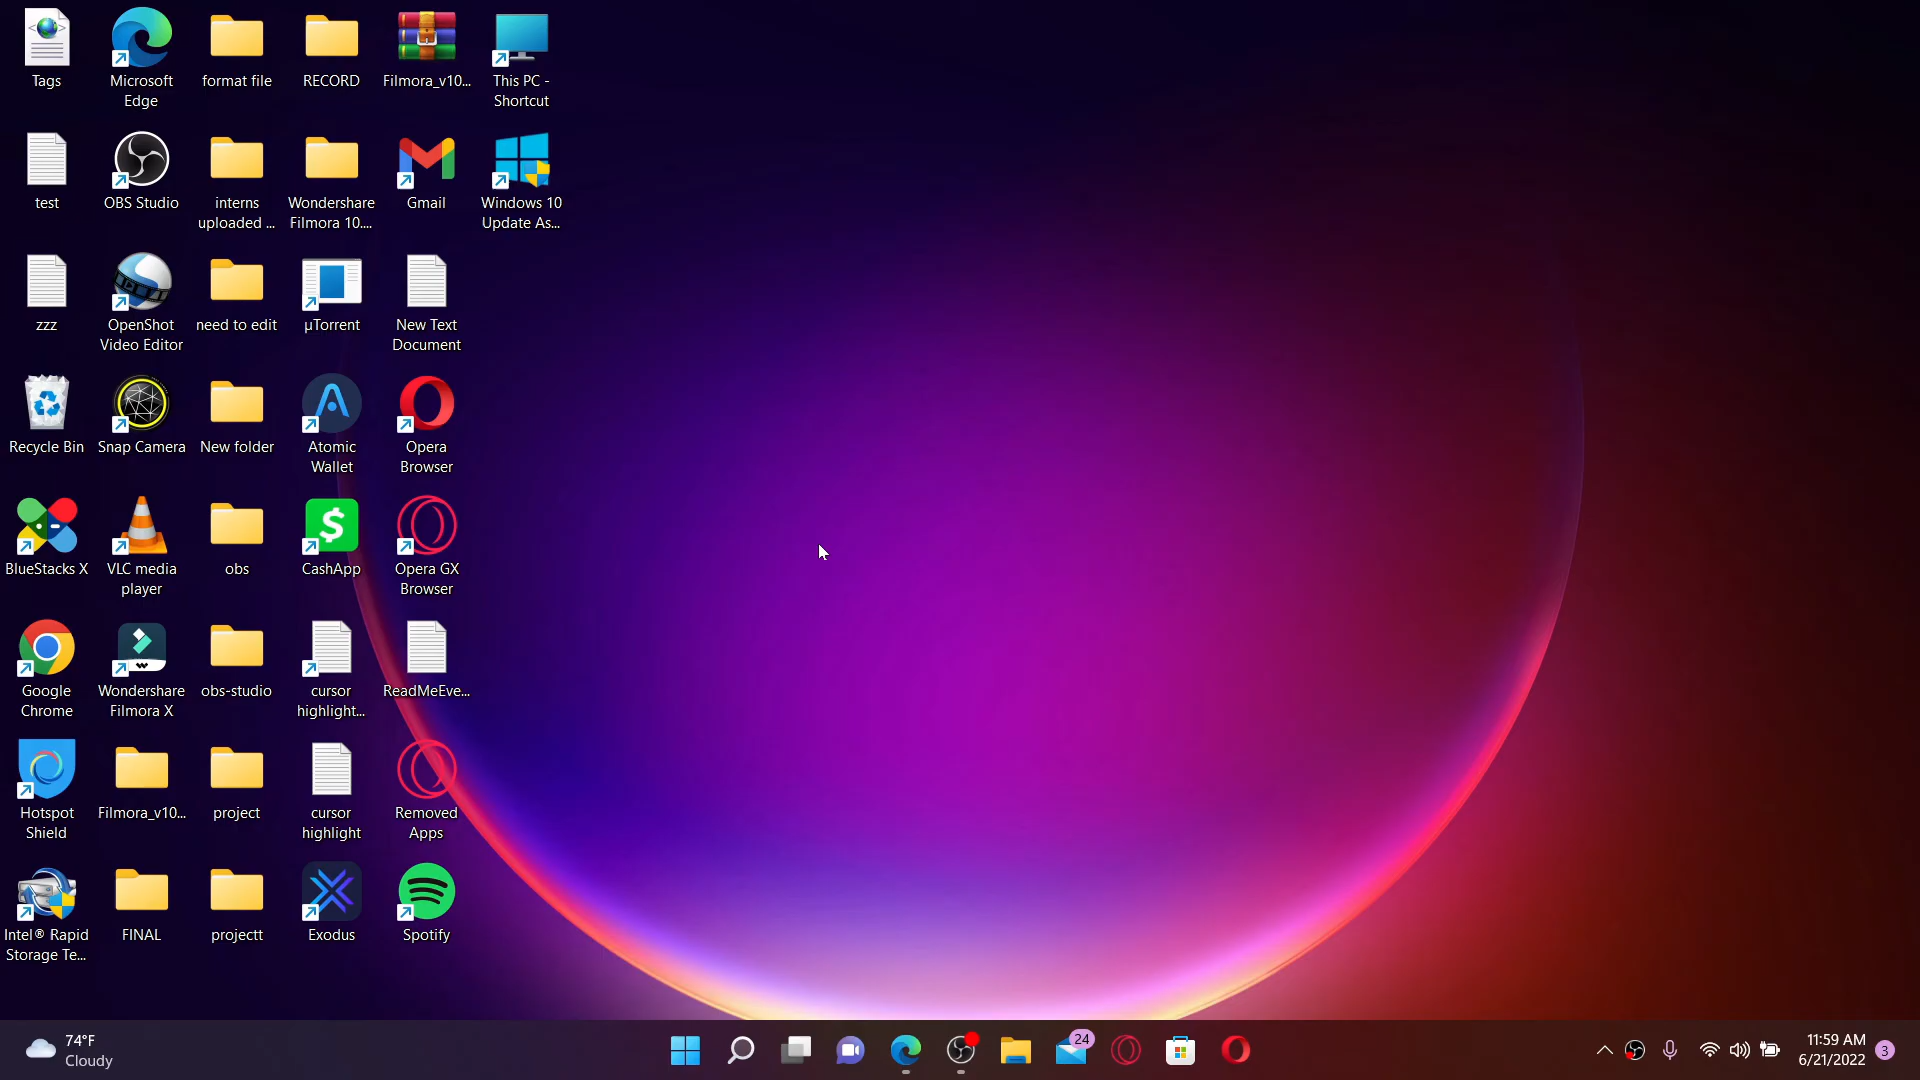 Tags
Microsoft
Edge
format file
RECORD
Filmora_v10...
This PC -
Shortcut
test
OBS Studio
interns
uploaded ...
Wondershare
Filmora 10....
Gmail
Windows 10
Update As...
zzz
OpenShot
Video Editor
need to edit
µTorrent
New Text
Document
Recycle Bin
Snap Camera
New folder
Atomic
Wallet
Opera
Browser
BlueStacks X
VLC media
player
obs
CashApp
Opera GX
Browser
Google
Chrome
Wondershare
Filmora X
obs-studio
cursor
highlight...
ReadMeEve...
Hotspot
Shield
Filmora_v10...
project
cursor
highlight
Removed
Apps
Intel® Rapid
Storage Te...
FINAL
projectt
Exodus
Spotify
74°F
Cloudy
24
11:59 AM
6/21/2022
3